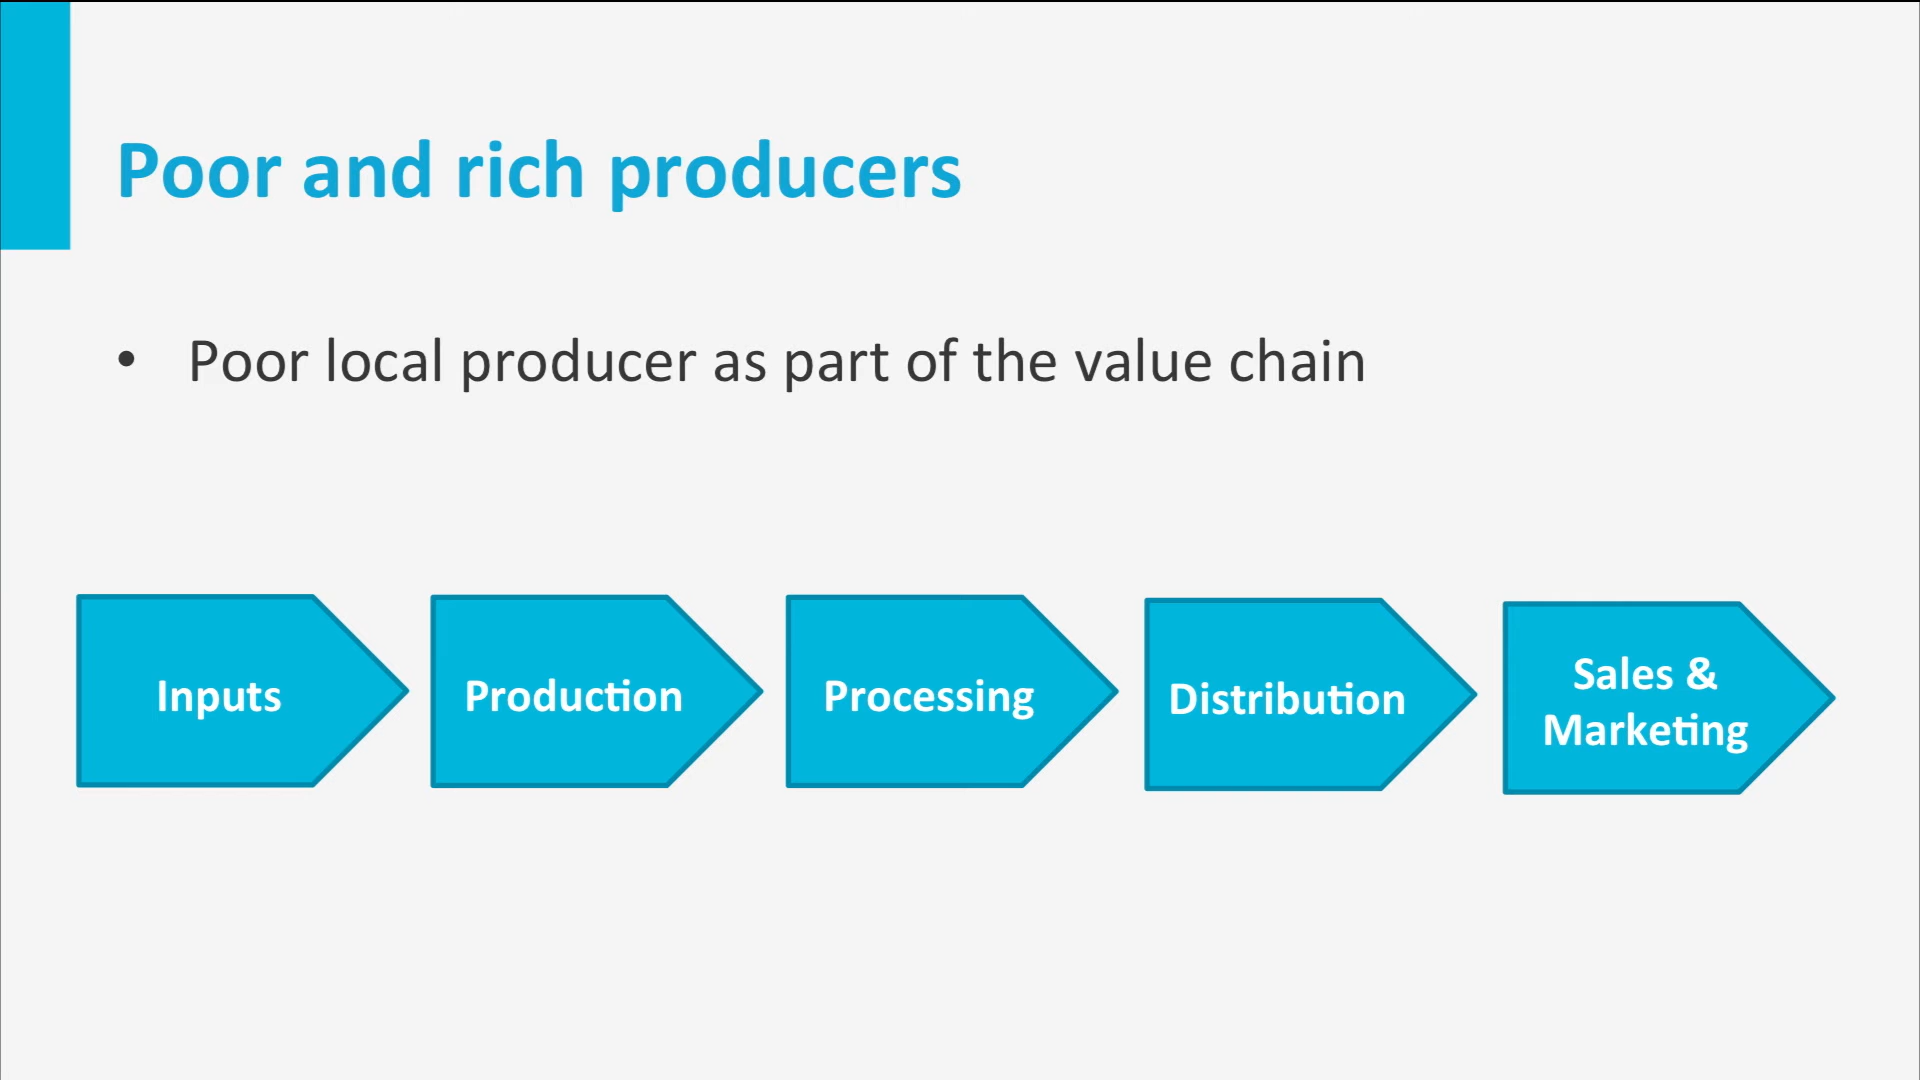 Poor and rich producers
• Poor local producer as part of the value chain
Inputs
Production
Processing
Distribution
Sales &
Marketing